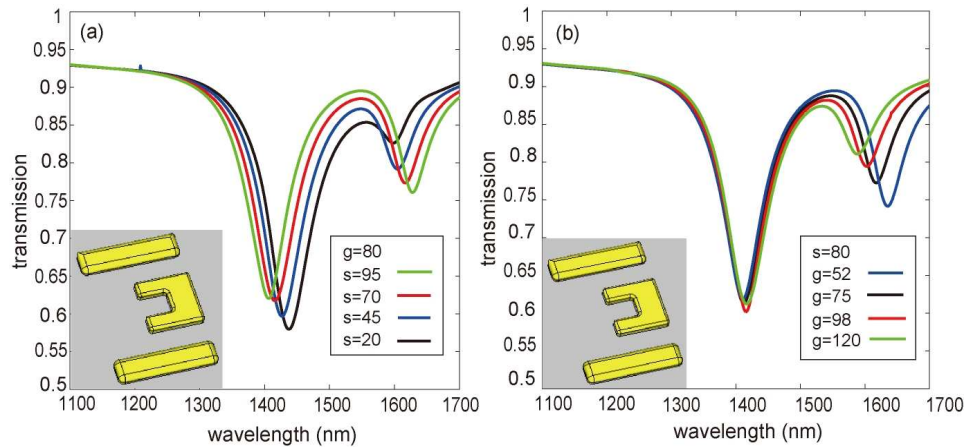 (a)
1
0.95
0.9
0.85
0.8
0.75
0.7
0.65
0.6
0.55
0.5
transmission
g=80
s=95
s=70
s=45
s=20
1100 1200 1300 1400 1500 1600 1700
wavelength (nm)
(b)
1
0.95
0.9
0.85
0.8
0.75
0.7
0.65
0.6
0.55
0.5
transmission
s=80
g=52
g=75
g=98
g=120
1100 1200 1300 1400 1500 1600 1700
wavelength (nm)